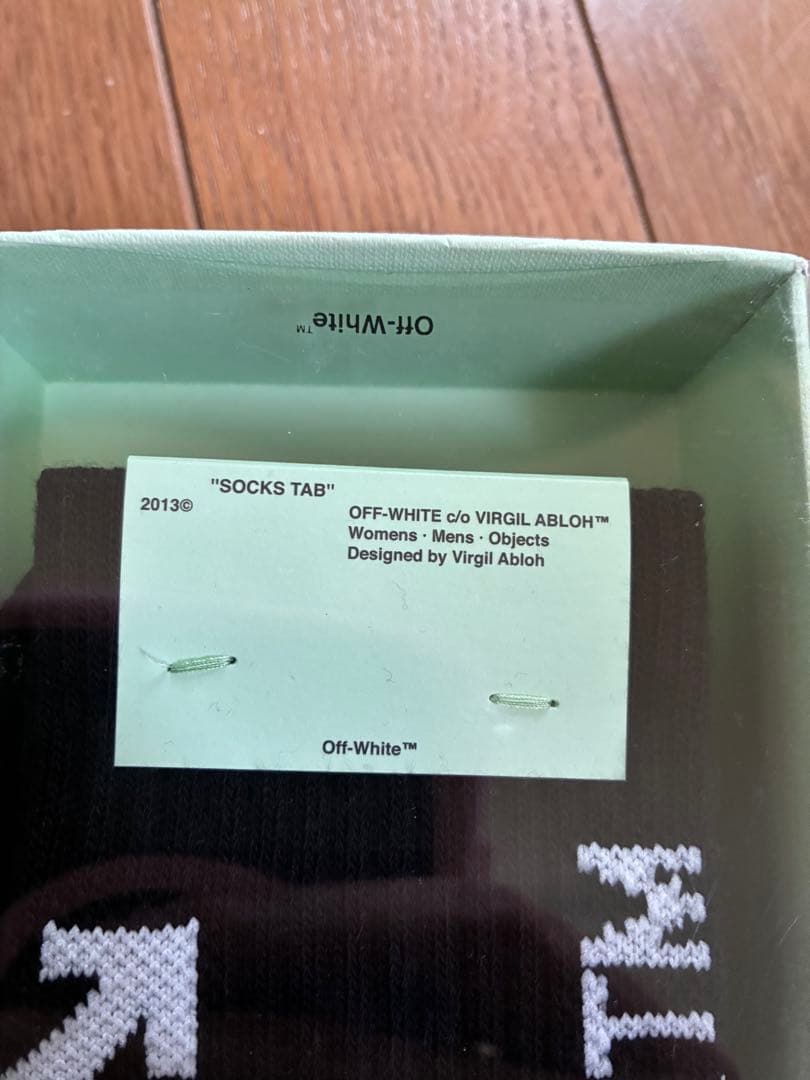 Off-White™
"SOCKS TAB"
2013©
OFF-WHITE c/o VIRGIL ABLOH™
Womens · Mens · Objects
Designed by Virgil Abloh
Off-White™